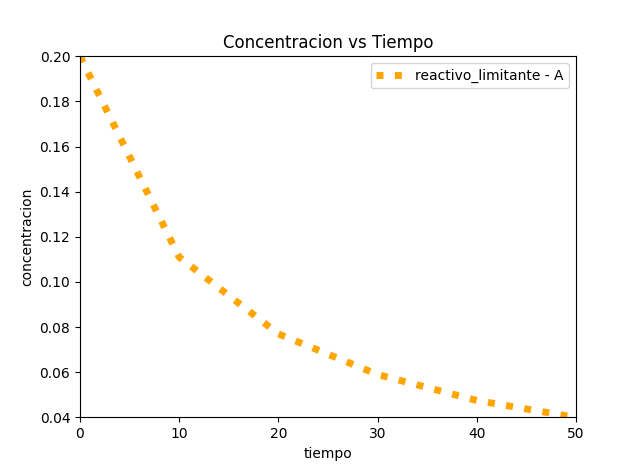 Concentracion vs Tiempo
reactivo_limitante - A
concentracion
0.20
0.18
0.16
0.14
0.12
0.10
0.08
0.06
0.04
0 10 20 30 40 50
tiempo